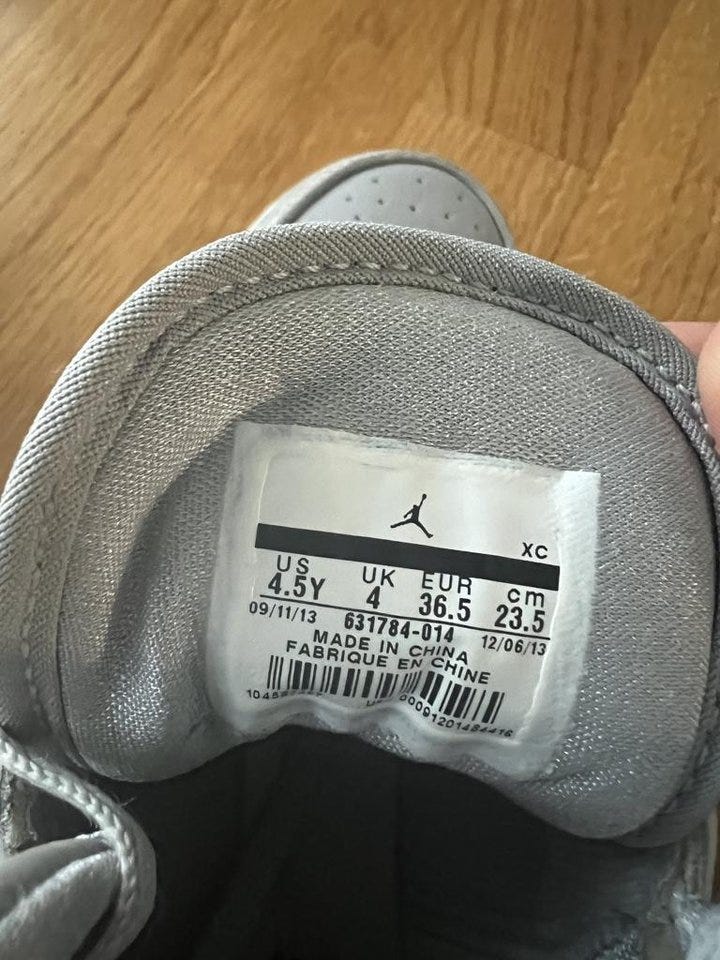 XC
US UK EUR cm
4.5Y 4 36.5 23.5
09/11/13 631784-014 12/06/13
MADE IN CHINA
FABRIQUE EN CHINE